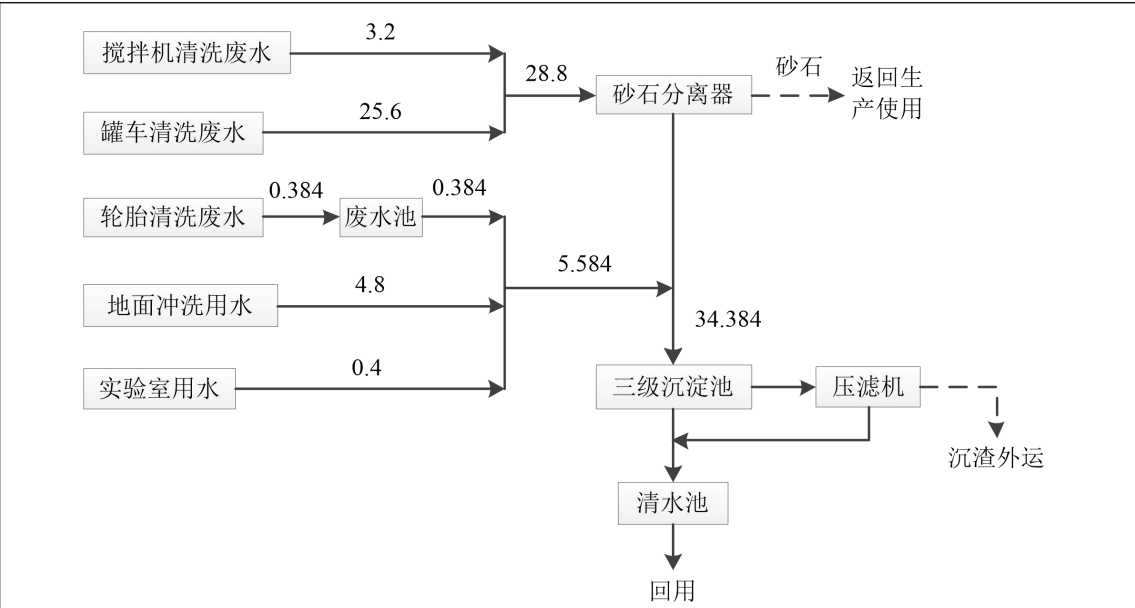 搅拌机清洗废水
3.2
28.8
砂石分离器
砂石
返回生
产使用
罐车清洗废水
25.6
轮胎清洗废水
0.384
废水池
0.384
5.584
地面冲洗用水
4.8
34.384
实验室用水
0.4
三级沉淀池
压滤机
沉渣外运
清水池
回用